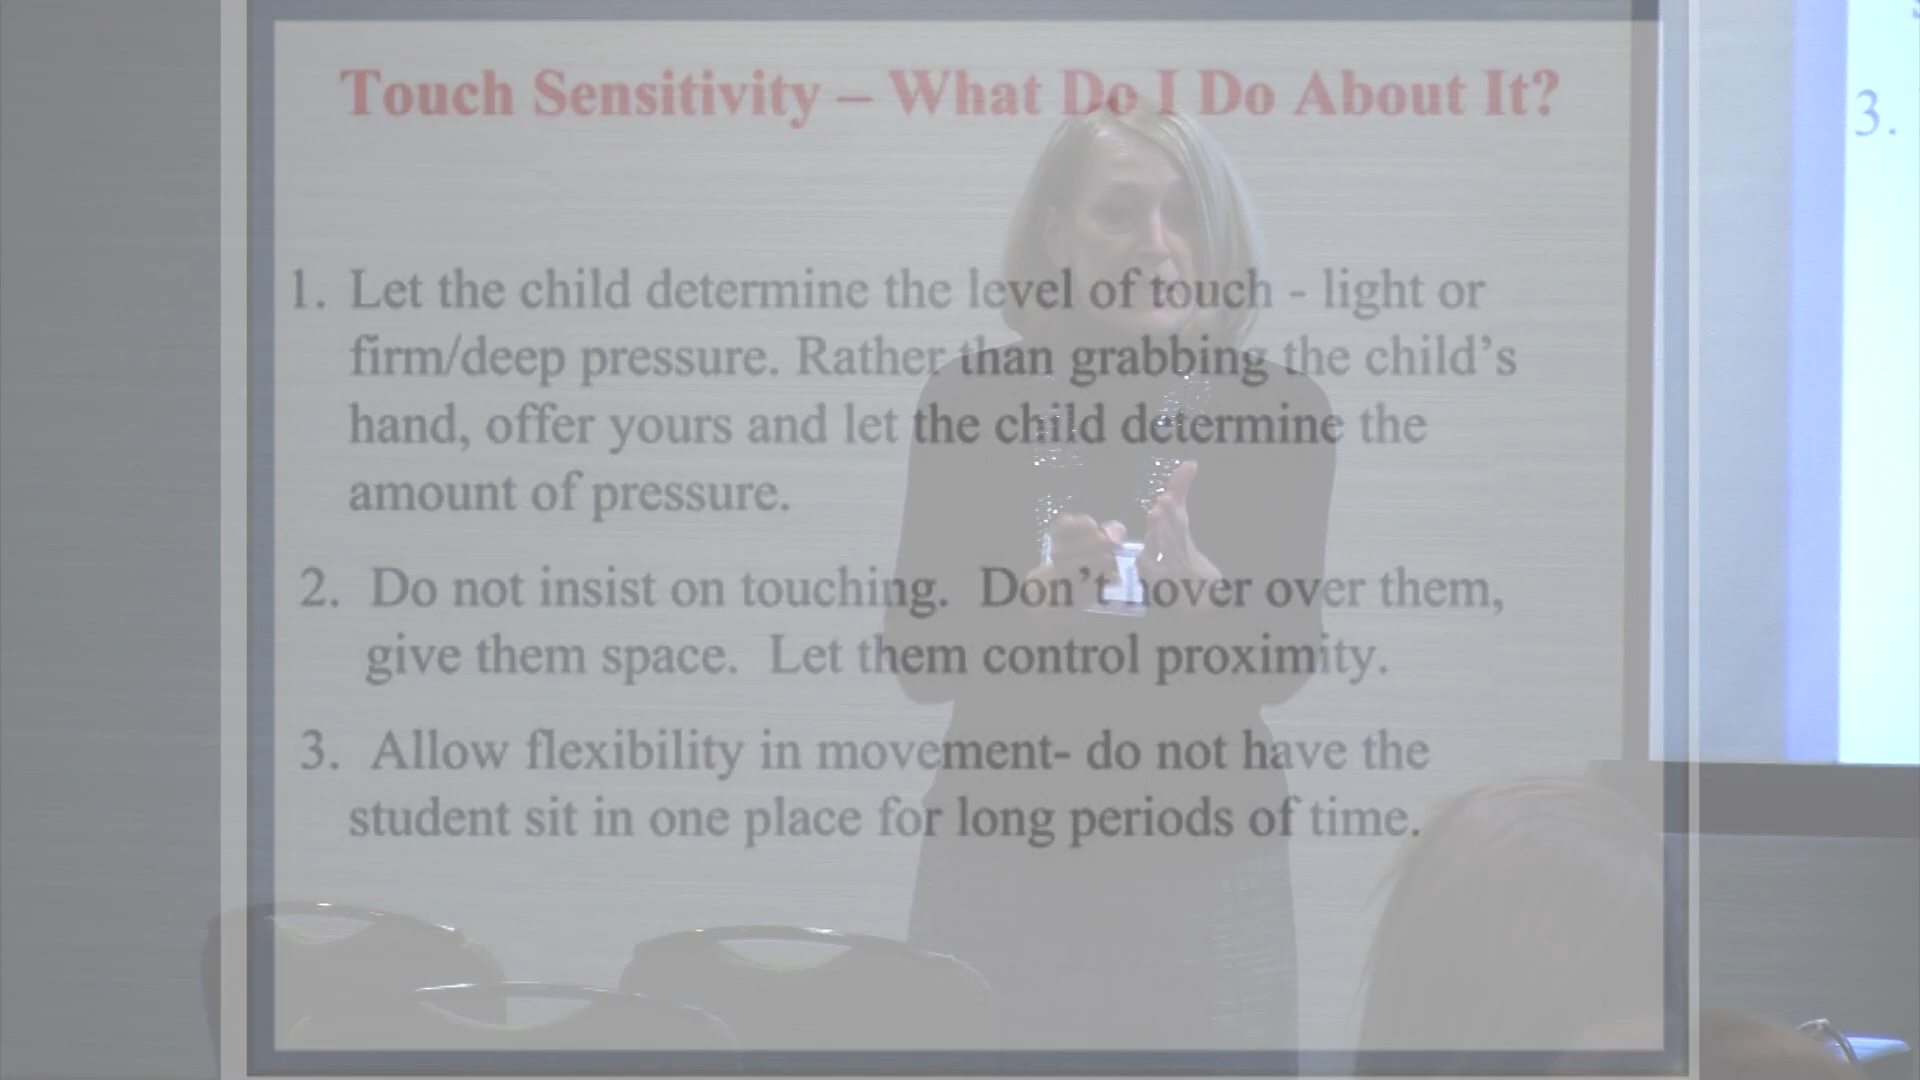 Touch Sensitivity – What Do I Do About It?
1. Let the child determine the level of touch - light or
firm/deep pressure. Rather than grabbing the child’s
hand, offer yours and let the child determine the
amount of pressure.
2. Do not insist on touching. Don’t hover over them,
give them space. Let them control proximity.
3. Allow flexibility in movement- do not have the
student sit in one place for long periods of time.
3.